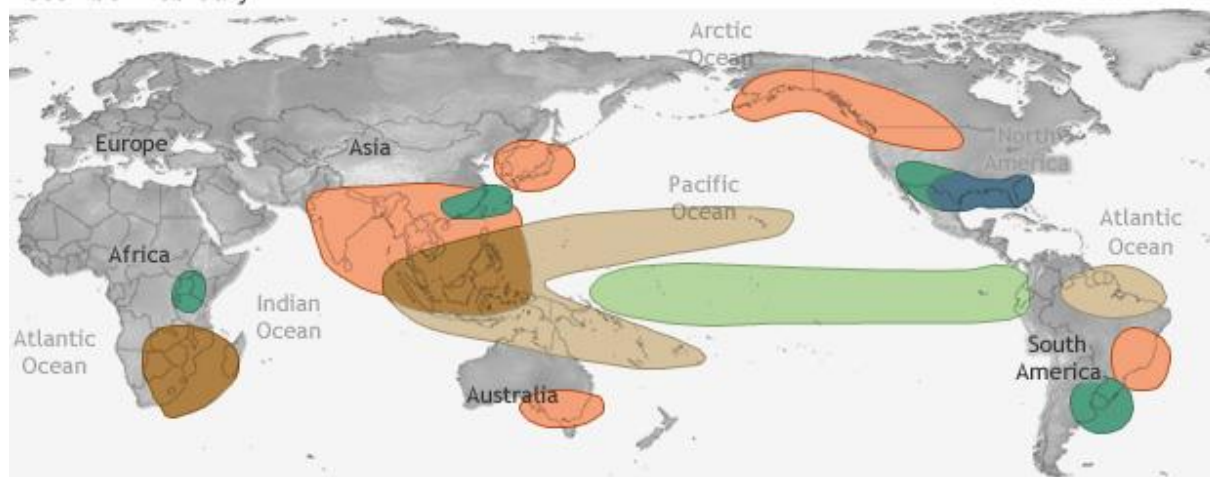 Arctic
Ocean
Europe
Asia
North
America
Pacific
Ocean
Atlantic
Ocean
Africa
Indian
Ocean
Atlantic
Ocean
South
America
Australia